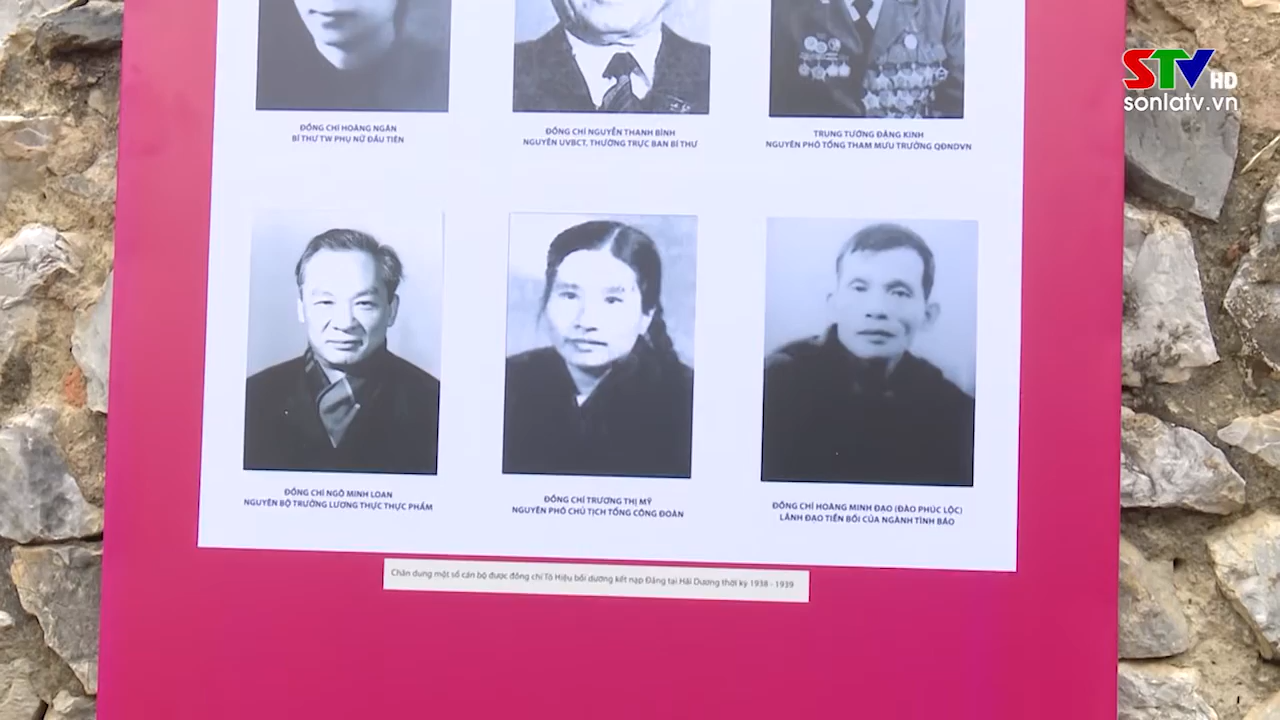 STV HD
sonlatv.vn
ĐỒNG CHÍ HOÀNG NGÂN
BÍ THƯ TW PHỤ NỮ ĐẦU TIÊN
ĐỒNG CHÍ NGUYỄN THANH BÌNH
NGUYÊN UVBCT, THƯỜNG TRỰC BAN BÍ THƯ
TRUNG TƯỚNG ĐẶNG KINH
NGUYÊN PHÓ TỔNG THAM MƯU TRƯỞNG QĐNDVN
ĐỒNG CHÍ NGÔ MINH LOAN
NGUYÊN BỘ TRƯỞNG LƯƠNG THỰC THỰC PHẨM
ĐỒNG CHÍ TRƯƠNG THỊ MỸ
NGUYÊN PHÓ CHỦ TỊCH TỔNG CÔNG ĐOÀN
ĐỒNG CHÍ HOÀNG MINH ĐẠO (ĐÀO PHÚC LỘC)
LÃNH ĐẠO TIỀN BỐI CỦA NGÀNH TÌNH BÁO
Chân dung một số cán bộ được đồng chí Tô Hiệu bồi dưỡng kết nạp Đảng tại Hải Dương thời kỳ 1938 - 1939